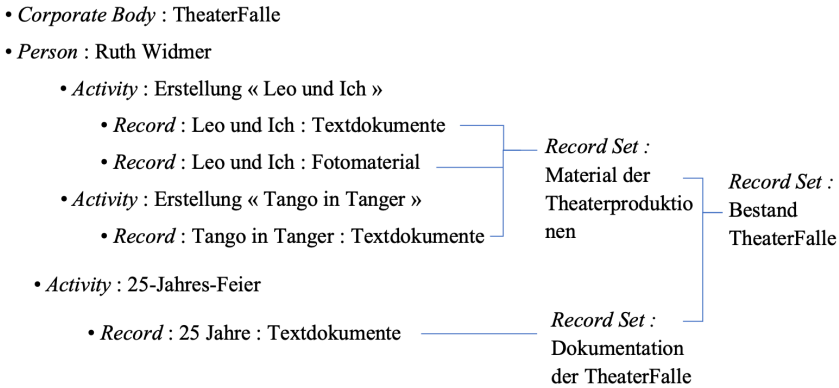 • Corporate Body : TheaterFalle
• Person : Ruth Widmer
• Activity : Erstellung « Leo und Ich »
• Record : Leo und Ich : Textdokumente
• Record : Leo und Ich : Fotomaterial
• Activity : Erstellung « Tango in Tanger »
• Record : Tango in Tanger : Textdokumente
• Activity : 25-Jahres-Feier
• Record : 25 Jahre : Textdokumente
Record Set :
Material der
Theaterproduktio
nen
Record Set :
Dokumentation
der TheaterFalle
Record Set :
Bestand
TheaterFalle